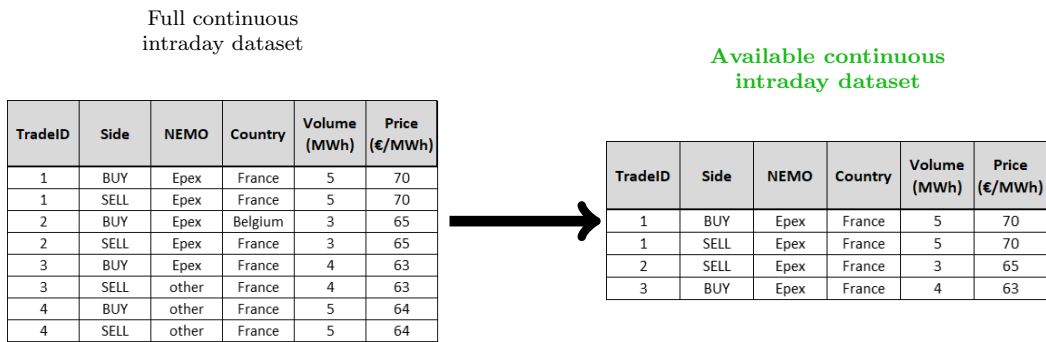 Full continuous
intraday dataset
TradeID Side NEMO Country Volume (MWh) Price (€/MWh)
1 BUY Epex France 5 70
1 SELL Epex France 5 70
2 BUY Epex Belgium 3 65
2 SELL Epex France 3 65
3 BUY Epex France 4 63
3 SELL other France 4 63
4 BUY other France 5 64
4 SELL other France 5 64
Available continuous
intraday dataset
TradeID Side NEMO Country Volume (MWh) Price (€/MWh)
1 BUY Epex France 5 70
1 SELL Epex France 5 70
2 SELL Epex France 3 65
3 BUY Epex France 4 63